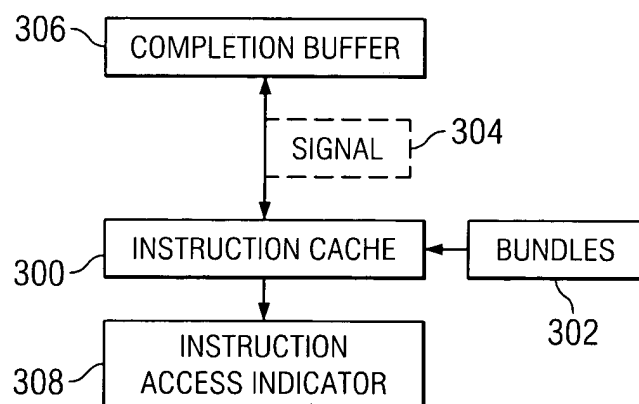 306
COMPLETION BUFFER
SIGNAL
304
300
INSTRUCTION CACHE
BUNDLES
302
308
INSTRUCTION
ACCESS INDICATOR